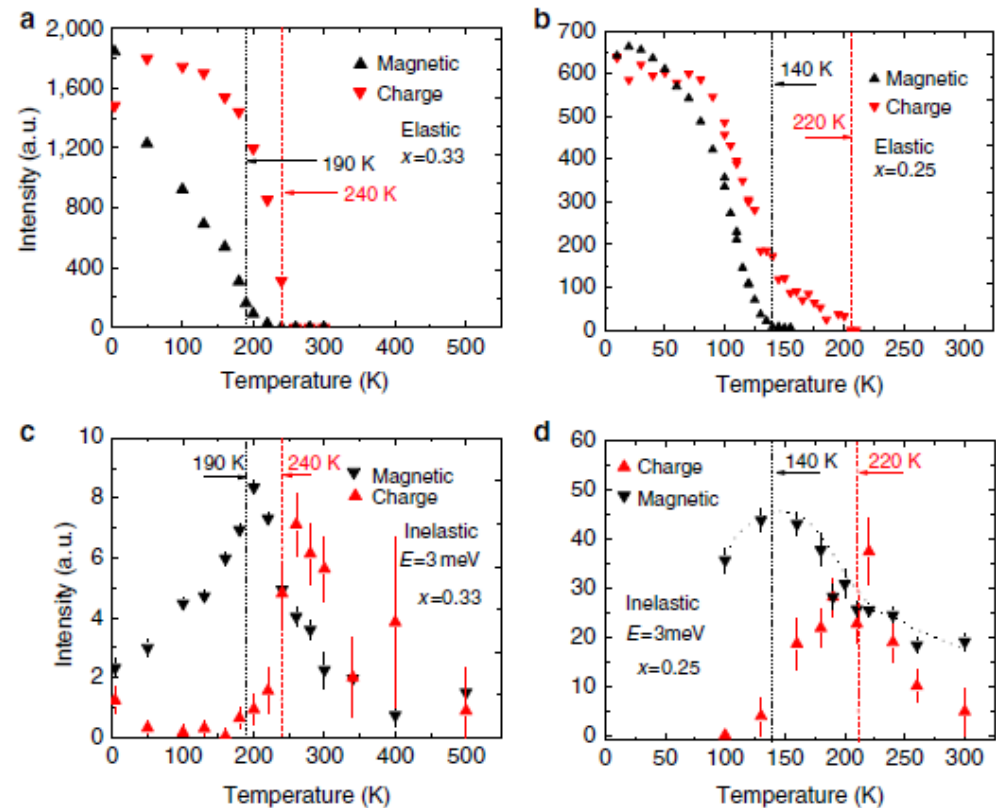 a
2,000
1,600
1,200
800
400
0
Intensity (a.u.)
Magnetic
Charge
Elastic
x=0.33
190 K
240 K
0 100 200 300 400 500
Temperature (K)
b
700
600
500
400
300
200
100
0
140 K
Magnetic
Charge
220 K
Elastic
x=0.25
0 50 100 150 200 250 300
Temperature (K)
c
10
8
6
4
2
0
Intensity (a.u.)
190 K
240 K
Magnetic
Charge
Inelastic
E=3 meV
x=0.33
0 100 200 300 400 500
Temperature (K)
d
60
50
40
30
20
10
0
Charge
Magnetic
140 K
220 K
Inelastic
E=3meV
x=0.25
0 50 100 150 200 250 300
Temperature (K)